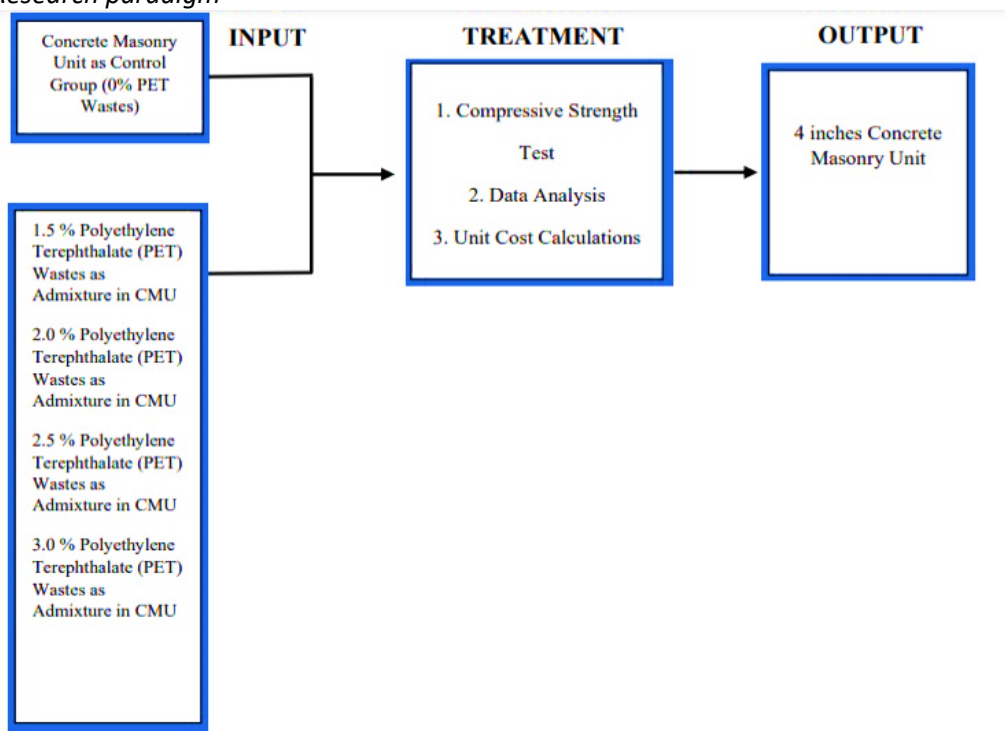 Research paradigm
Concrete Masonry
Unit as Control
Group (0% PET
Wastes)
INPUT
TREATMENT
OUTPUT
1.5 % Polyethylene
Terephthalate (PET)
Wastes as
Admixture in CMU
2.0 % Polyethylene
Terephthalate (PET)
Wastes as
Admixture in CMU
2.5 % Polyethylene
Terephthalate (PET)
Wastes as
Admixture in CMU
3.0 % Polyethylene
Terephthalate (PET)
Wastes as
Admixture in CMU
1. Compressive Strength
Test
2. Data Analysis
3. Unit Cost Calculations
4 inches Concrete
Masonry Unit